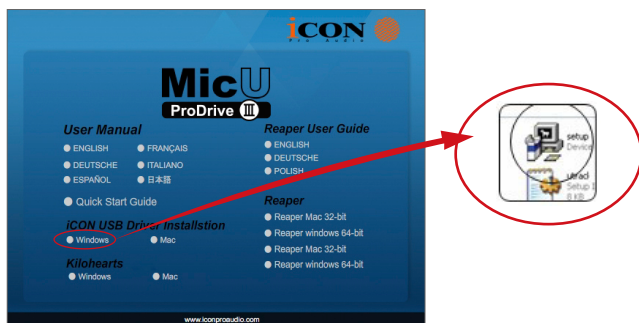 iCON
Pro Audio
MicU
ProDrive III
User Manual
ENGLISH
FRANÇAIS
DEUTSCHE
ITALIANO
ESPAÑOL
日本語
Quick Start
Guide
iCON USB Driver Installstion
Windows
Mac
Kilohearts
Windows
Mac
Reaper User Guide
ENGLISH
DEUTSCHE
POLISH
Reaper
Reaper Mac 32-bit
Reaper windows 64-bit
Reaper Mac 32-bit
Reaper windows 64-bit
www.iconproaudio.com
setup
Device
Setup
8 KB